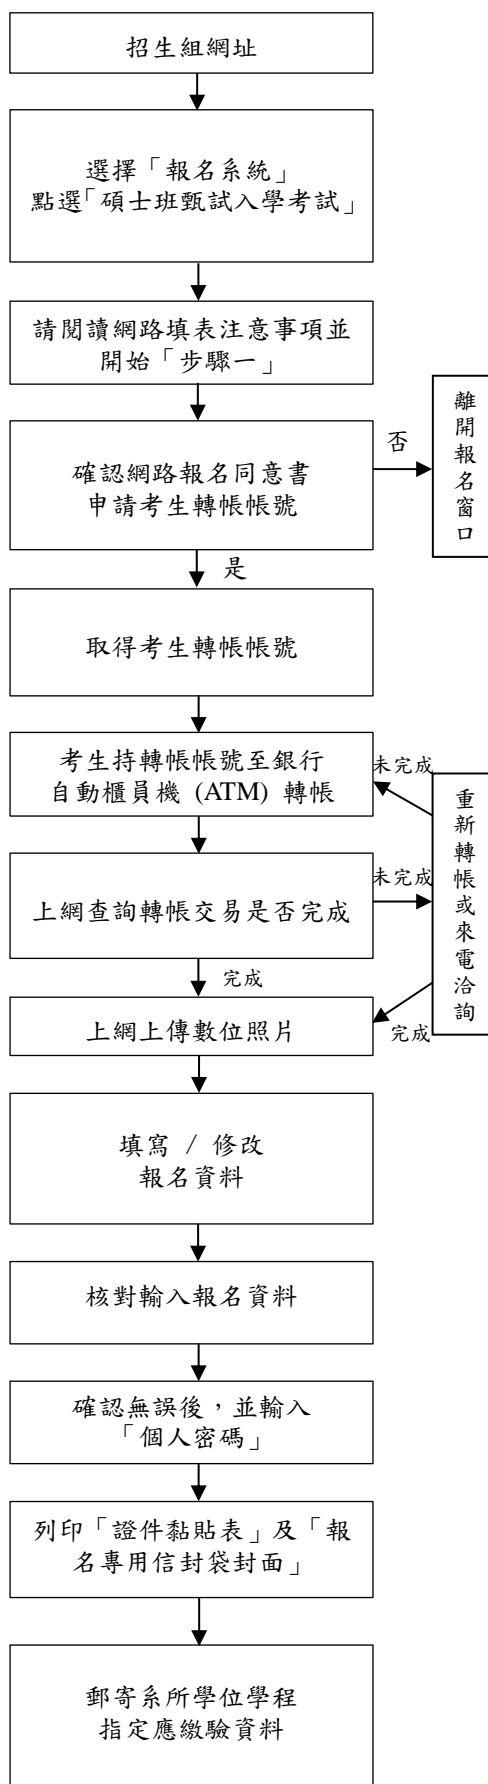 招生組網址
選擇「報名系統」
點選「碩士班甄試入學考試」
請閱讀網路填表注意事項並
開始「步驟一」
確認網路報名同意書
申請考生轉帳帳號
否
離開報名窗口
是
取得考生轉帳帳號
考生持轉帳帳號至銀行
自動櫃員機 (ATM) 轉帳
未完成
上網查詢轉帳交易是否完成
未完成
重新轉帳或來電洽詢
完成
完成
上網上傳數位照片
填寫 / 修改
報名資料
核對輸入報名資料
確認無誤後，並輸入
「個人密碼」
列印「證件黏貼表」及「報
名專用信封袋封面」
郵寄系所學位學程
指定應繳驗資料